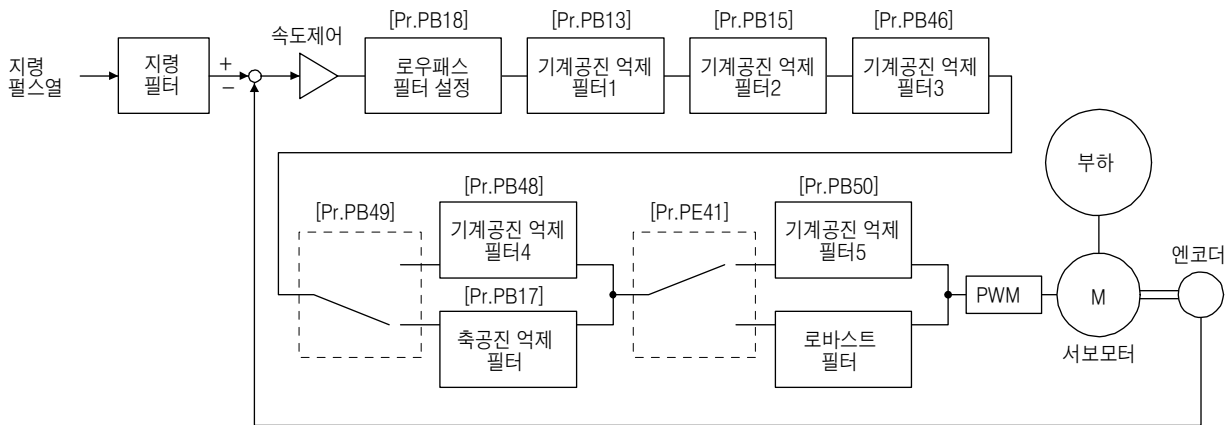 [Pr.PB18]
[Pr.PB13]
[Pr.PB15]
[Pr.PB46]
속도제어
지령
펄스열
지령
필터
+
−
로우패스
필터 설정
기계공진 억제
필터1
기계공진 억제
필터2
기계공진 억제
필터3
부하
[Pr.PB49]
[Pr.PB48]
기계공진 억제
필터4
[Pr.PB17]
축공진 억제
필터
[Pr.PE41]
[Pr.PB50]
기계공진 억제
필터5
로바스트
필터
PWM
M
서보모터
엔코더